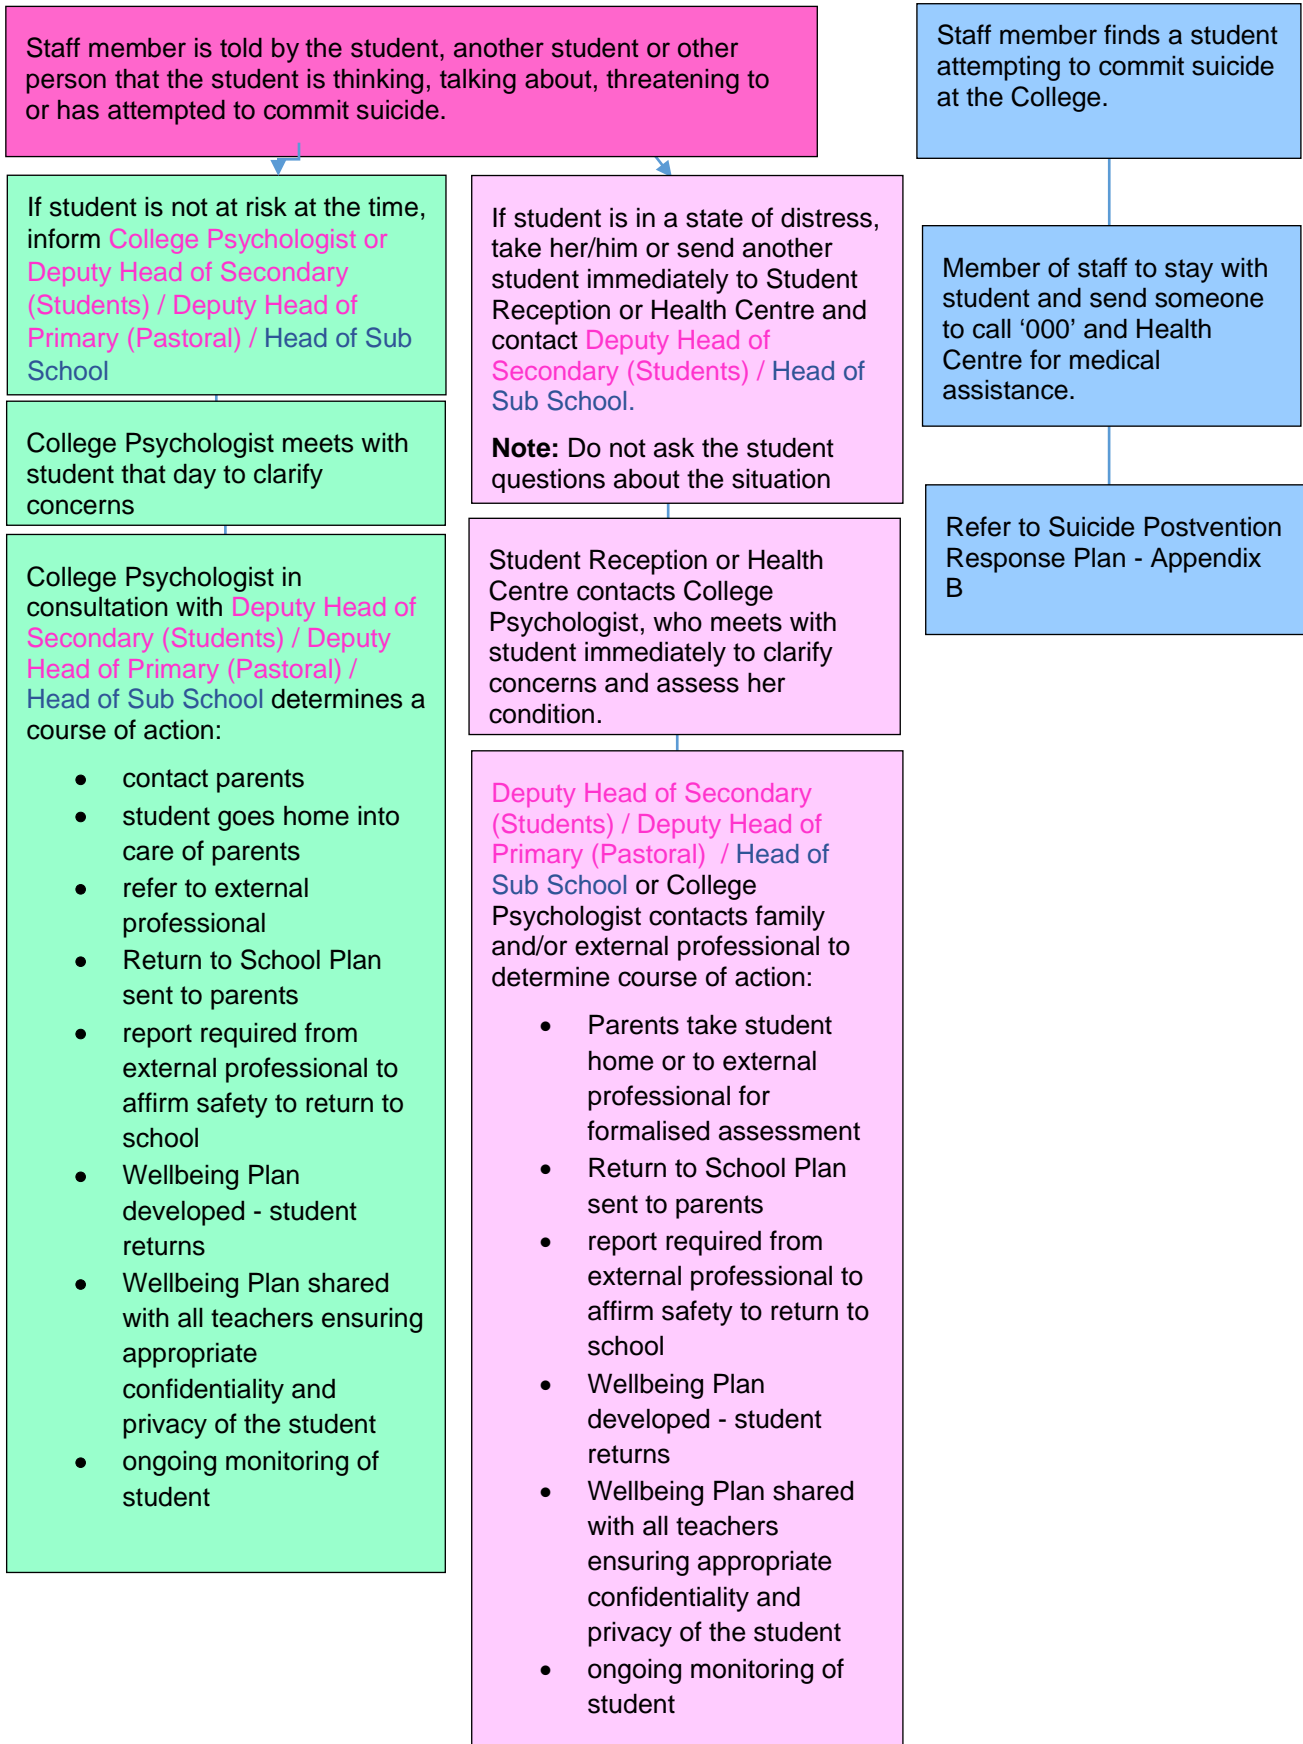 Staff member is told by the student, another student or other
person that the student is thinking, talking about, threatening to
or has attempted to commit suicide.
If student is not at risk at the time,
inform College Psychologist or
Deputy Head of Secondary
(Students) / Deputy Head of
Primary (Pastoral) / Head of Sub
School
College Psychologist meets with
student that day to clarify
concerns
College Psychologist in
consultation with Deputy Head of
Secondary (Students) / Deputy
Head of Primary (Pastoral) /
Head of Sub School determines a
course of action:
• contact parents
• student goes home into
care of parents
• refer to external
professional
• Return to School Plan
sent to parents
• report required from
external professional to
affirm safety to return to
school
• Wellbeing Plan
developed - student
returns
• Wellbeing Plan shared
with all teachers ensuring
appropriate
confidentiality and
privacy of the student
• ongoing monitoring of
student
If student is in a state of distress,
take her/him or send another
student immediately to Student
Reception or Health Centre and
contact Deputy Head of
Secondary (Students) / Head of
Sub School.
Note: Do not ask the student
questions about the situation
Student Reception or Health
Centre contacts College
Psychologist, who meets with
student immediately to clarify
concerns and assess her
condition.
Deputy Head of Secondary
(Students) / Deputy Head of
Primary (Pastoral) / Head of
Sub School or College
Psychologist contacts family
and/or external professional to
determine course of action:
• Parents take student
home or to external
professional for
formalised assessment
• Return to School Plan
sent to parents
• report required from
external professional to
affirm safety to return to
school
• Wellbeing Plan
developed - student
returns
• Wellbeing Plan shared
with all teachers
ensuring appropriate
confidentiality and
privacy of the student
• ongoing monitoring of
student
Staff member finds a student
attempting to commit suicide
at the College.
Member of staff to stay with
student and send someone
to call ‘000’ and Health
Centre for medical
assistance.
Refer to Suicide Postvention
Response Plan - Appendix
B